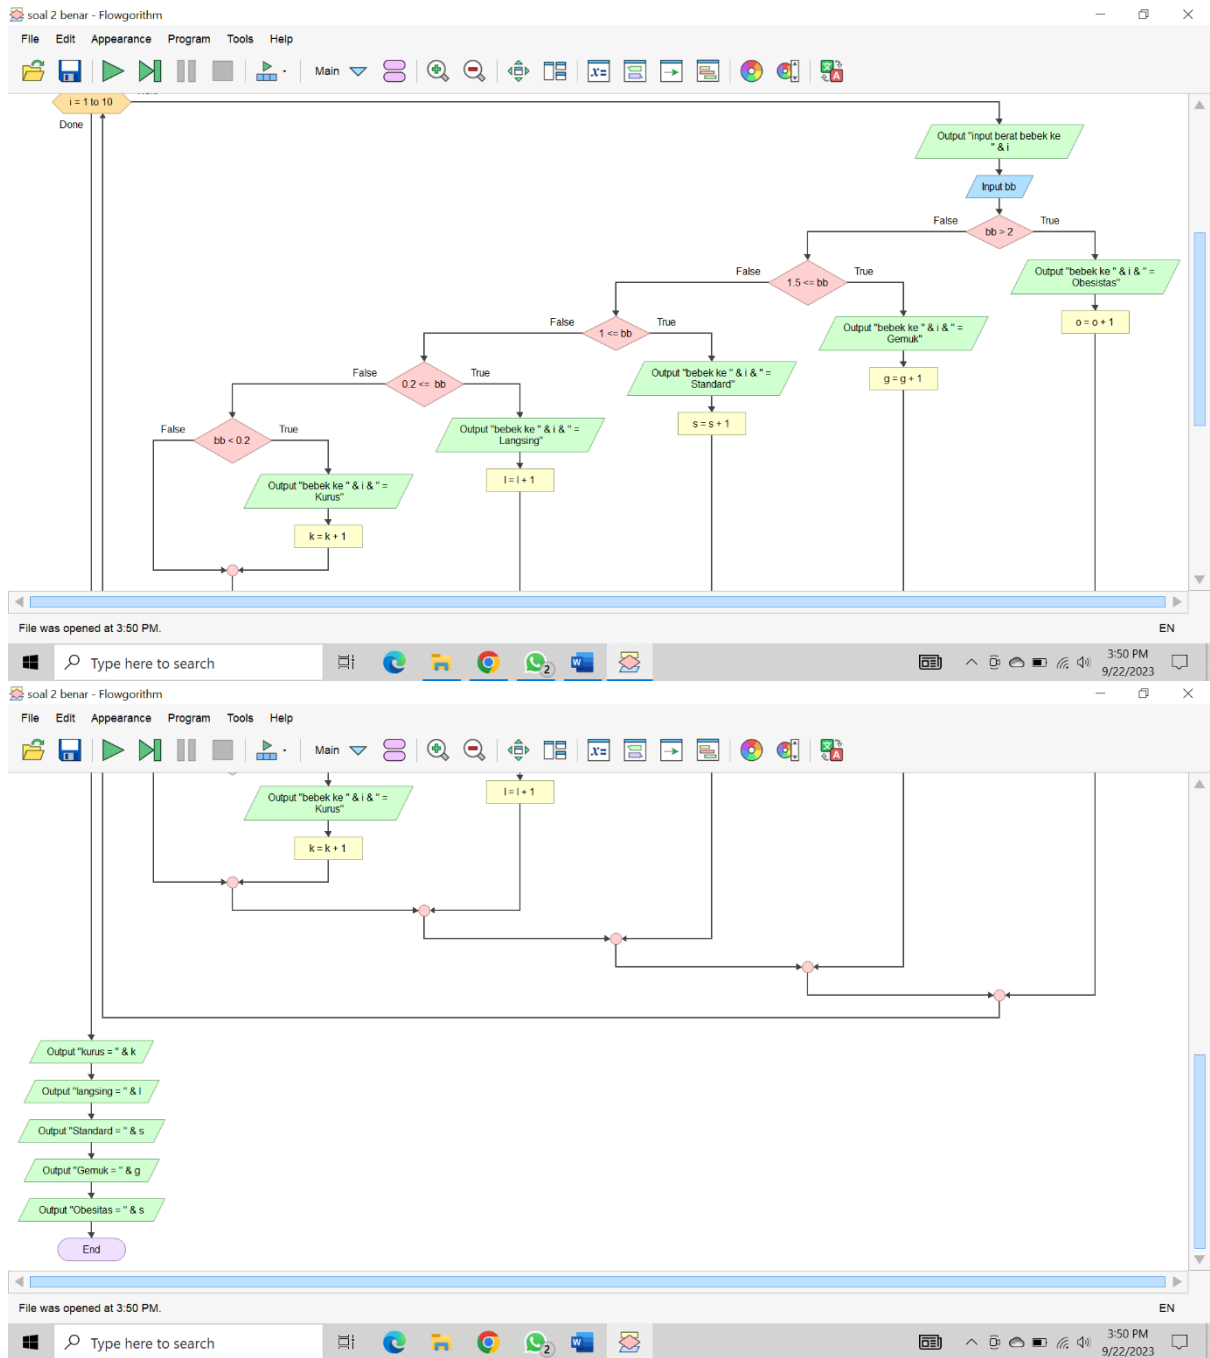 soal 2 benar - Flowgorithm
File Edit Appearance Program Tools Help
Main
i = 1 to 10
Done
Output "input berat bebek ke
" & i
Input bb
False True
bb > 2
Output "bebek ke " & i & " =
Obesistas"
o = o + 1
False True
1.5 <= bb
Output "bebek ke " & i & " =
Gemuk"
g = g + 1
False True
1 <= bb
Output "bebek ke " & i & " =
Standard"
s = s + 1
False True
0.2 <= bb
Output "bebek ke " & i & " =
Langsing"
l = l + 1
False True
bb < 0.2
Output "bebek ke " & i & " =
Kurus"
k = k + 1
File was opened at 3:50 PM.
EN
Type here to search
2
3:50 PM
9/22/2023
soal 2 benar - Flowgorithm
File Edit Appearance Program Tools Help
Main
Output "bebek ke " & i & " =
Kurus"
k = k + 1
l = l + 1
Output "kurus = " & k
Output "langsing = " & l
Output "Standard = " & s
Output "Gemuk = " & g
Output "Obesitas = " & s
End
File was opened at 3:50 PM.
EN
Type here to search
2
3:50 PM
9/22/2023